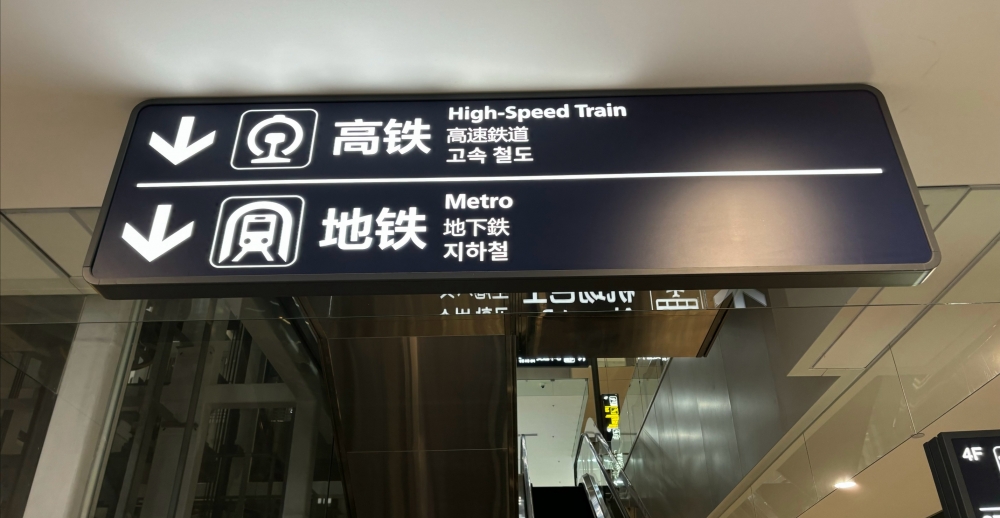 高铁
High-Speed Train
高速鉄道
고속 철도
地铁
Metro
地下鉄
지하철
4F